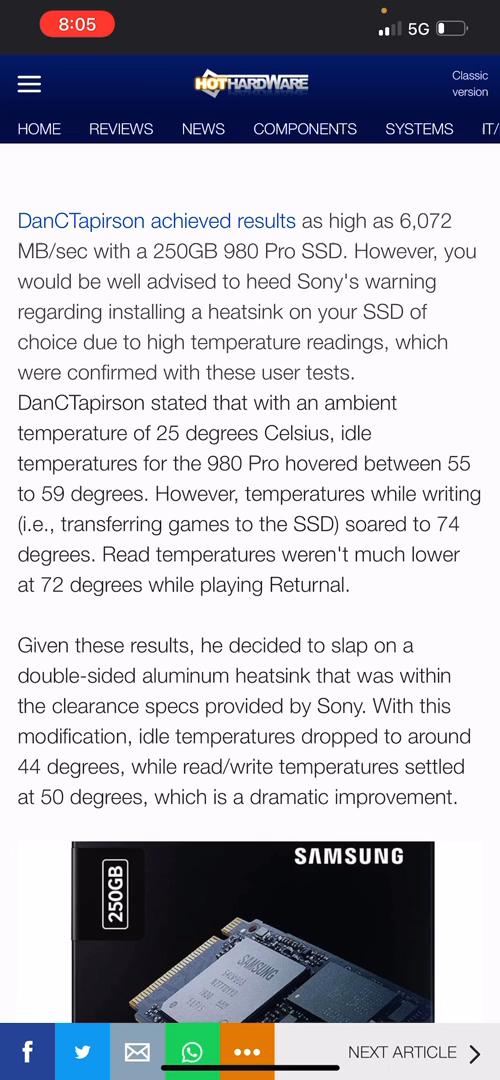 8:05
5G
HOTHARDWARE
Classic
version
HOME REVIEWS NEWS COMPONENTS SYSTEMS IT/
DanCTapirson achieved results as high as 6,072
MB/sec with a 250GB 980 Pro SSD. However, you
would be well advised to heed Sony's warning
regarding installing a heatsink on your SSD of
choice due to high temperature readings, which
were confirmed with these user tests.
DanCTapirson stated that with an ambient
temperature of 25 degrees Celsius, idle
temperatures for the 980 Pro hovered between 55
to 59 degrees. However, temperatures while writing
(i.e., transferring games to the SSD) soared to 74
degrees. Read temperatures weren't much lower
at 72 degrees while playing Returnal.
Given these results, he decided to slap on a
double-sided aluminum heatsink that was within
the clearance specs provided by Sony. With this
modification, idle temperatures dropped to around
44 degrees, while read/write temperatures settled
at 50 degrees, which is a dramatic improvement.
SAMSUNG
250GB
SAMSUNG
NEXT ARTICLE